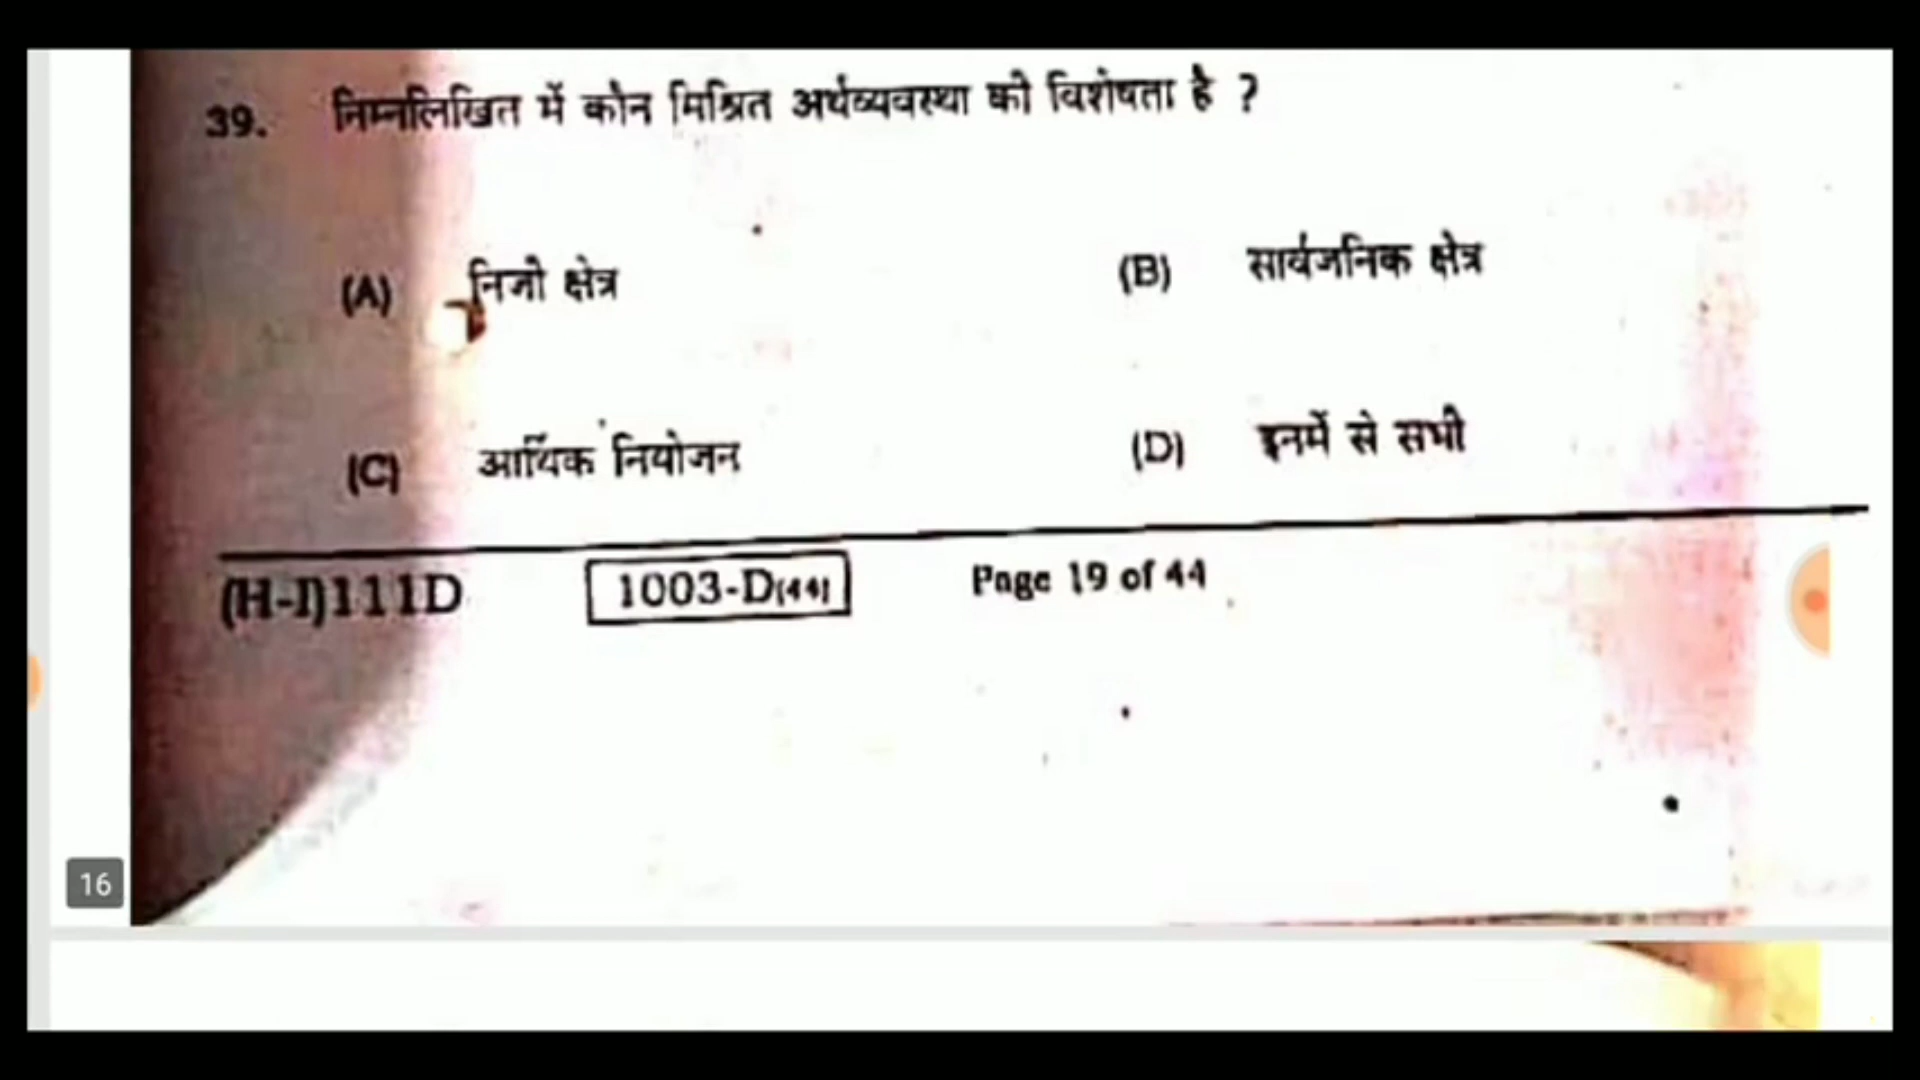 39. निम्नलिखित में कौन मिश्रित अर्थव्यवस्था की विशेषता है ?
(A) निजी क्षेत्र (B) सार्वजनिक क्षेत्र
(C) आर्थिक नियोजन (D) इनमें से सभी
(H-I)111D 1003-D(44) Page 19 of 44
16